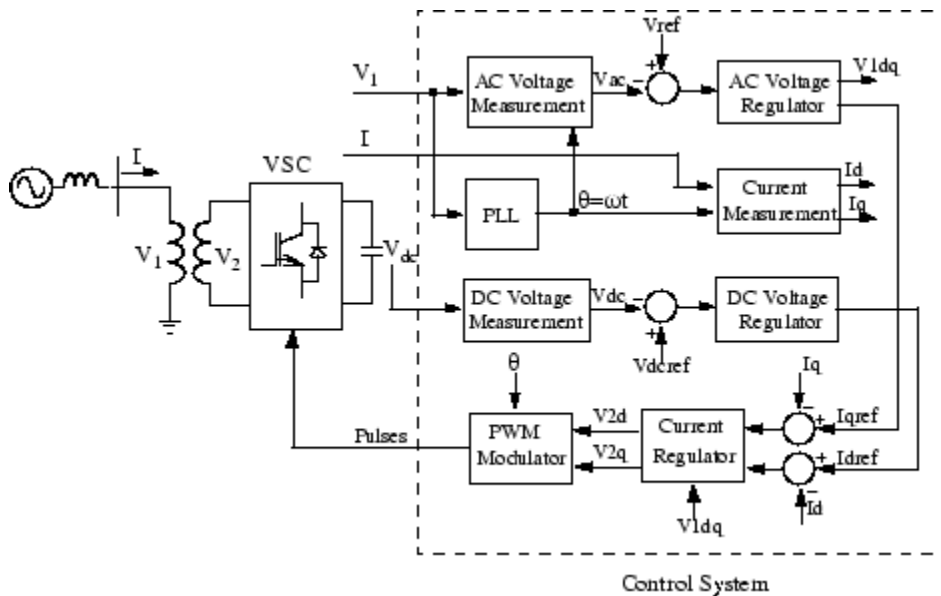 Vref
V1dq
V₁
AC Voltage
Measurement
Vac
−
+
AC Voltage
Regulator
I
I
VSC
Id
PLL
θ=ωt
Current
Measurement
Iq
V₁
V₂
Vdc
DC Voltage
Measurement
Vdc
−
+
DC Voltage
Regulator
Vdcref
θ
Iq
−
V2d
+
Iqref
Pulses
PWM
Modulator
Current
Regulator
V2q
+
Idref
−
Id
V1dq
Control System